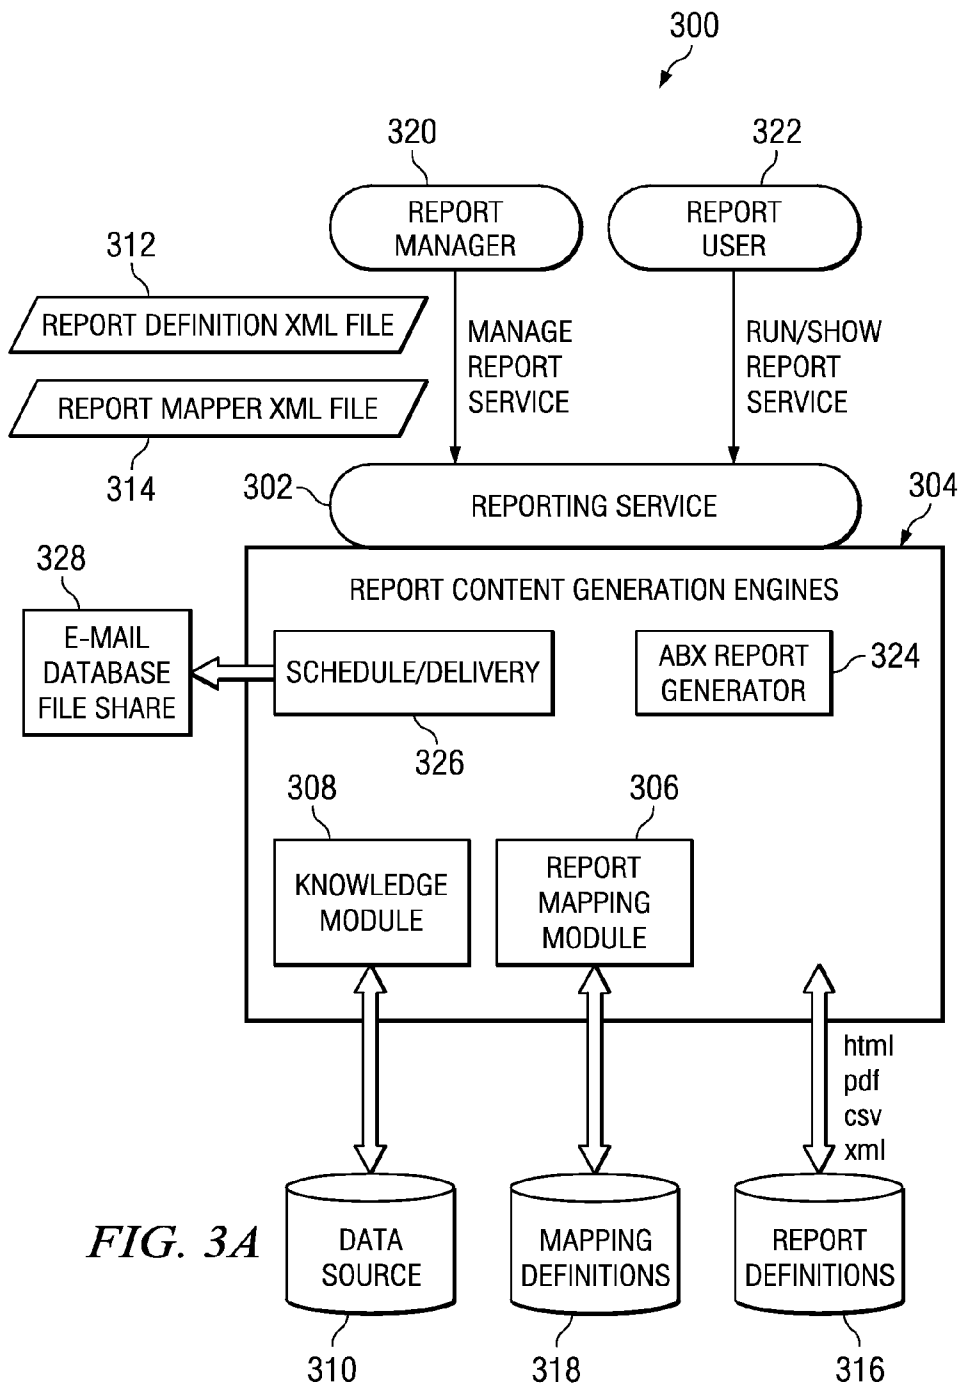 300
320
322
REPORT
MANAGER
REPORT
USER
312
REPORT DEFINITION XML FILE
MANAGE
REPORT
SERVICE
RUN/SHOW
REPORT
SERVICE
REPORT MAPPER XML FILE
314
302
REPORTING SERVICE
304
328
REPORT CONTENT GENERATION ENGINES
E-MAIL
DATABASE
FILE SHARE
SCHEDULE/DELIVERY
ABX REPORT
GENERATOR
324
326
308
306
KNOWLEDGE
MODULE
REPORT
MAPPING
MODULE
html
pdf
csv
xml
FIG. 3A
DATA
SOURCE
MAPPING
DEFINITIONS
REPORT
DEFINITIONS
310
318
316